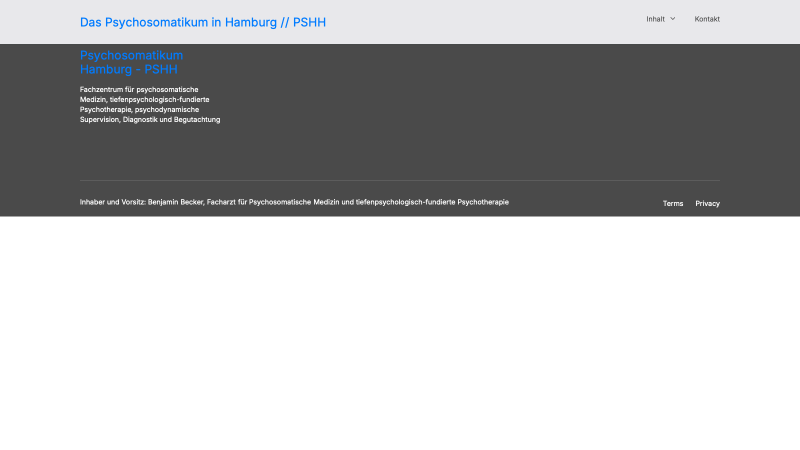 Das Psychosomatikum in Hamburg // PSHH
Inhalt
Kontakt
Psychosomatikum
Hamburg - PSHH
Fachzentrum für psychosomatische
Medizin, tiefenpsychologisch-fundierte
Psychotherapie, psychodynamische
Supervision, Diagnostik und Begutachtung
Inhaber und Vorsitz: Benjamin Becker, Facharzt für Psychosomatische Medizin und tiefenpsychologisch-fundierte Psychotherapie
Terms
Privacy